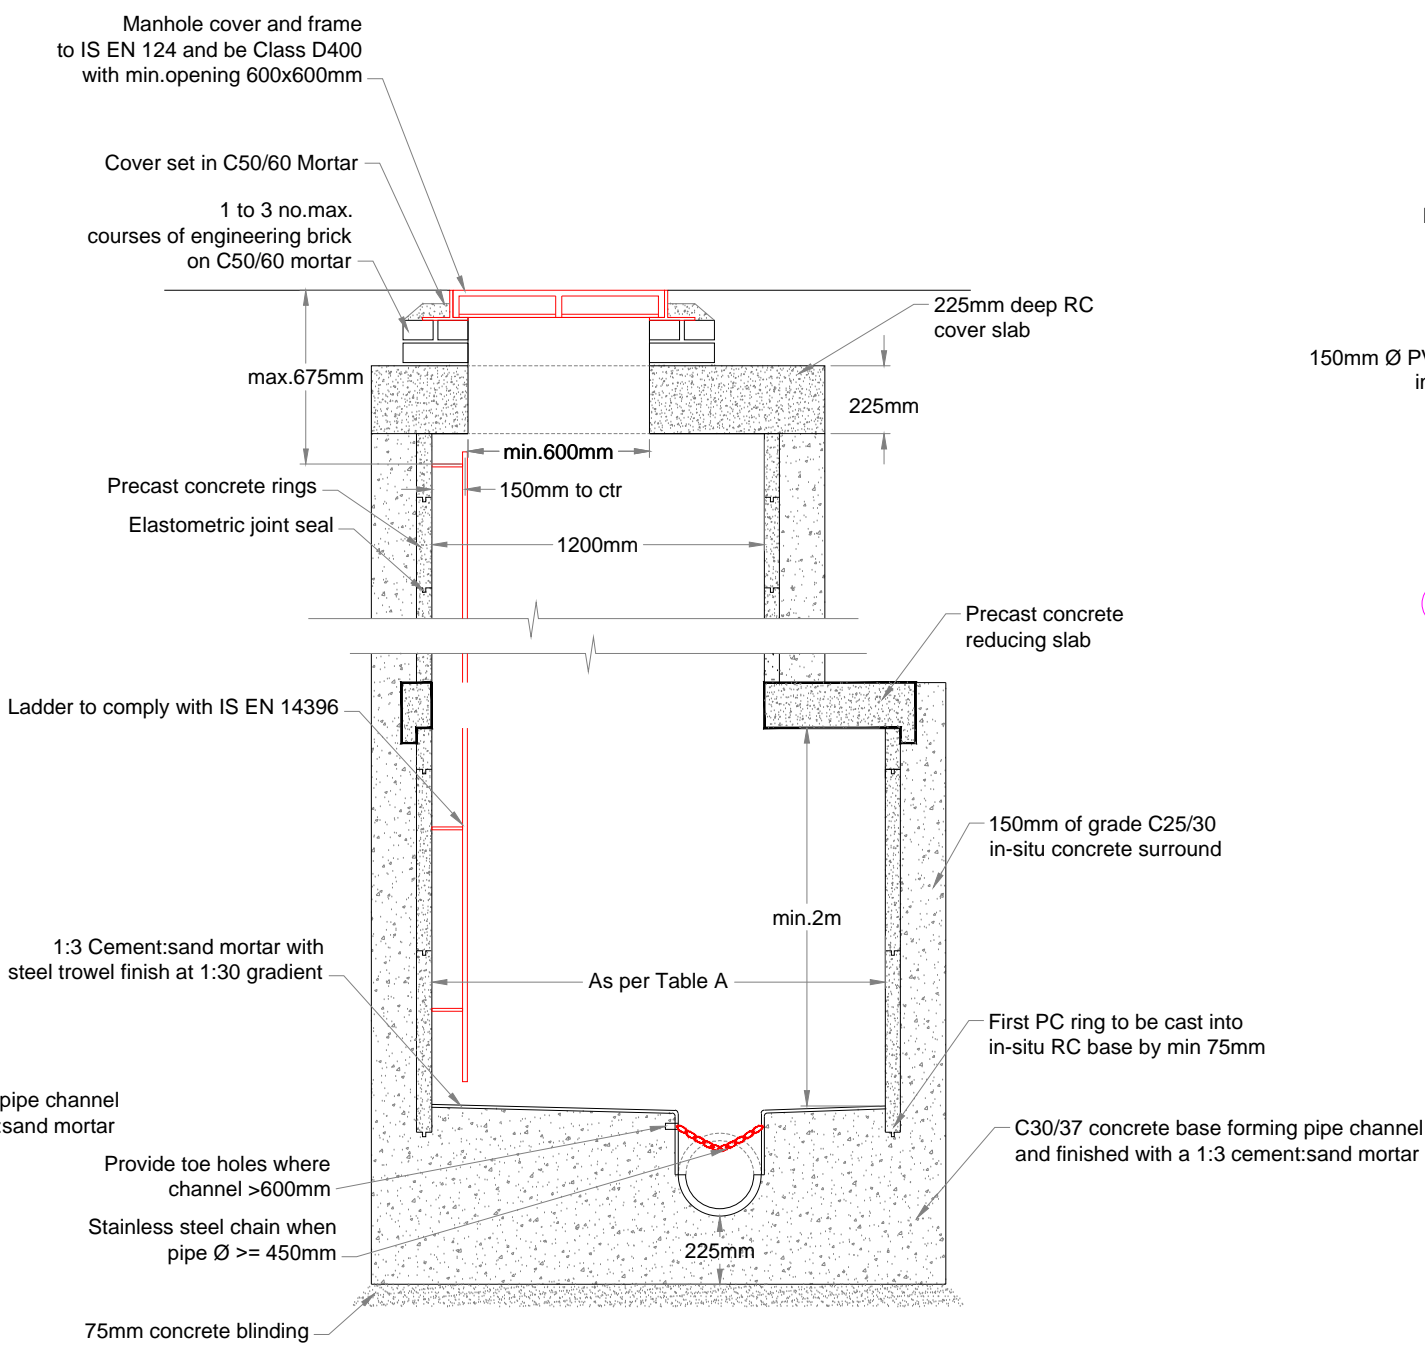 Manhole cover and frame
to IS EN 124 and be Class D400
with min.opening 600x600mm
Cover set in C50/60 Mortar
1 to 3 no.max.
courses of engineering brick
on C50/60 mortar
225mm deep RC
cover slab
150mm Ø
max.675mm
225mm
min.600mm
150mm to ctr
Precast concrete rings
Elastometric joint seal
1200mm
Precast concrete
reducing slab
Ladder to comply with IS EN 14396
150mm of grade C25/30
in-situ concrete surround
min.2m
1:3 Cement:sand mortar with
steel trowel finish at 1:30 gradient
As per Table A
First PC ring to be cast into
in-situ RC base by min 75mm
pipe channel
:sand mortar
C30/37 concrete base forming pipe channel
and finished with a 1:3 cement:sand mortar
Provide toe holes where
channel >600mm
Stainless steel chain when
pipe Ø >= 450mm
225mm
75mm concrete blinding